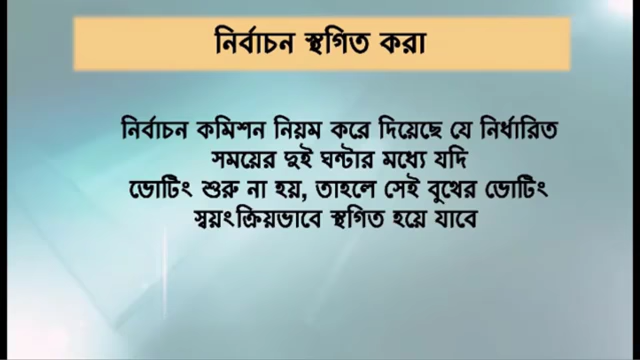 নির্বাচন স্থগিত করা
নির্বাচন কমিশন নিয়ম করে দিয়েছে যে নির্ধারিত
সময়ের দুই ঘন্টার মধ্যে যদি
ভোটিং শুরু না হয়, তাহলে সেই বুথের ভোটিং
স্বয়ংক্রিয়ভাবে স্থগিত হয়ে যাবে